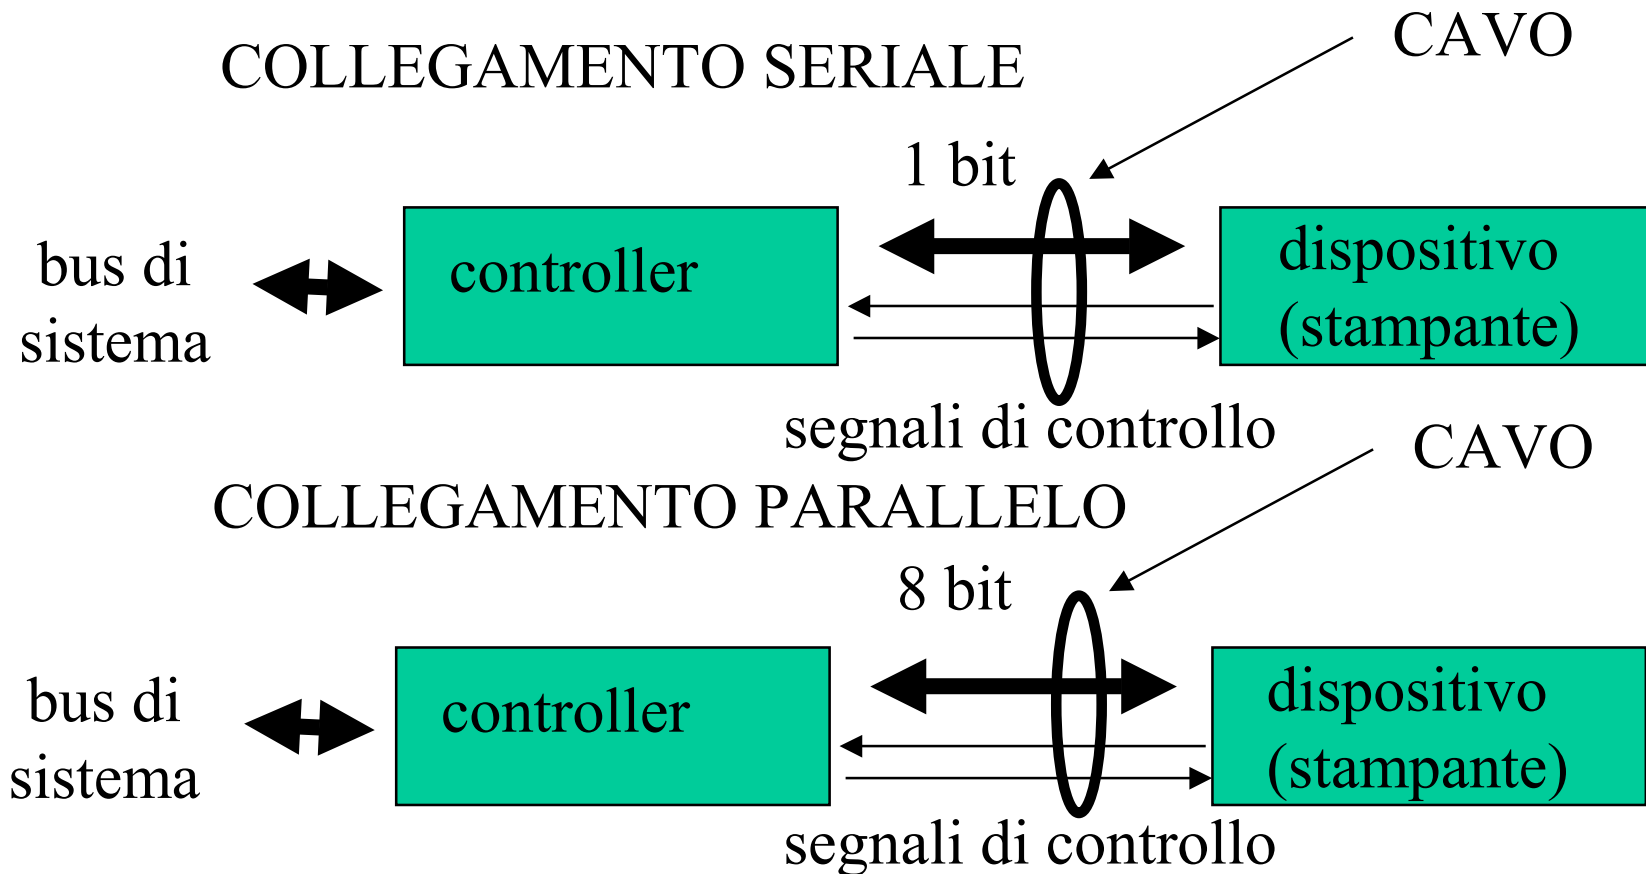 CAVO
COLLEGAMENTO SERIALE
1 bit
bus di
sistema
controller
dispositivo
(stampante)
segnali di controllo
CAVO
COLLEGAMENTO PARALLELO
8 bit
bus di
sistema
controller
dispositivo
(stampante)
segnali di controllo